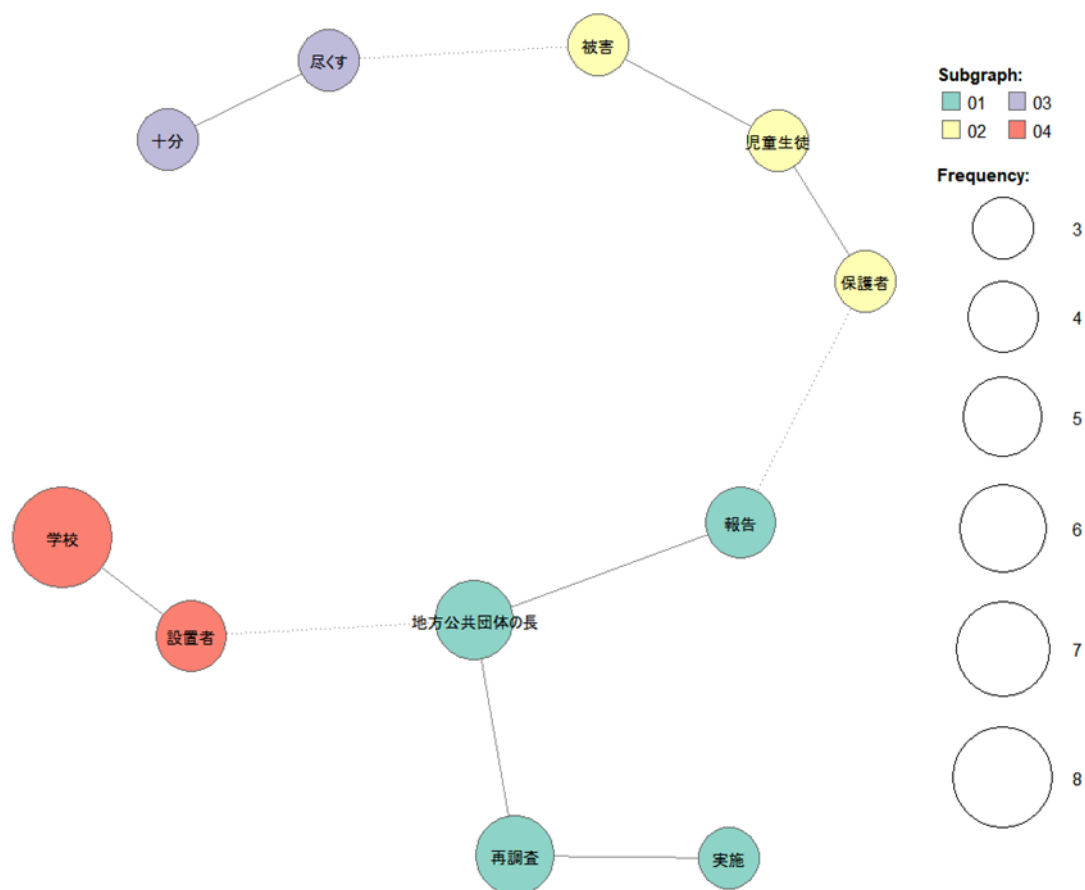 尽くす
被害
十分
児童生徒
保護者
学校
報告
設置者
地方公共団体の長
再調査
実施
Subgraph:
01 03
02 04
Frequency:
3
4
5
6
7
8